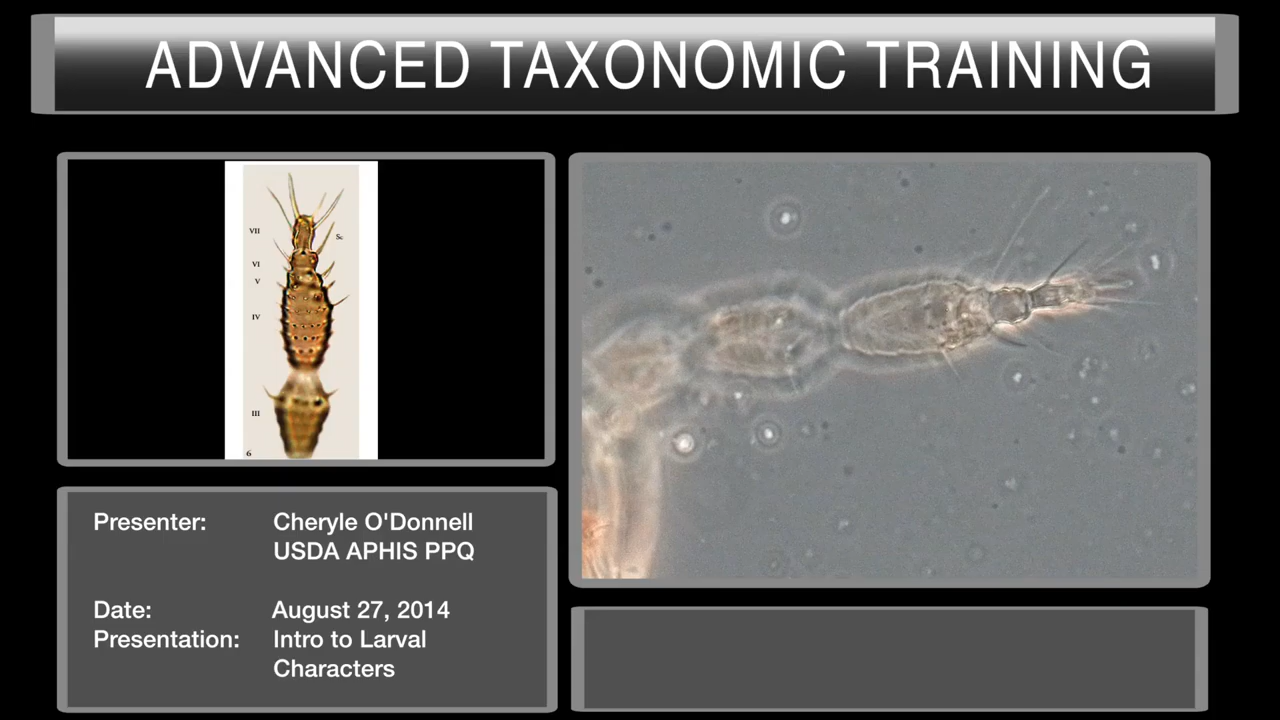 ADVANCED TAXONOMIC TRAINING
VII
Sc
VI
V
IV
III
6
Presenter: Cheryle O'Donnell
USDA APHIS PPQ
Date: August 27, 2014
Presentation: Intro to Larval
Characters